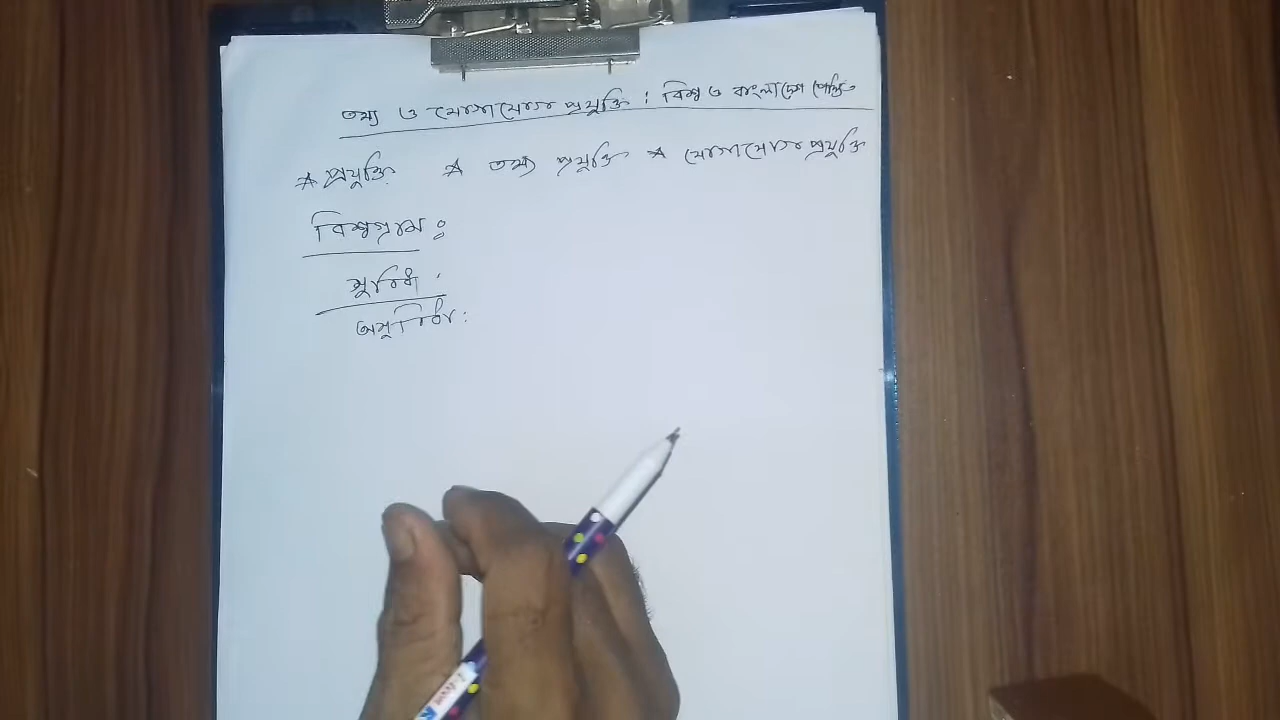 তথ্য ও যোগাযোগ প্রযুক্তি : বিশ্ব ও বাংলাদেশ প্রেক্ষিত
* প্রযুক্তি * তথ্য প্রযুক্তি * যোগাযোগ প্রযুক্তি
বিশ্বগ্রাম :
সুবিধা :
অসুবিধা :